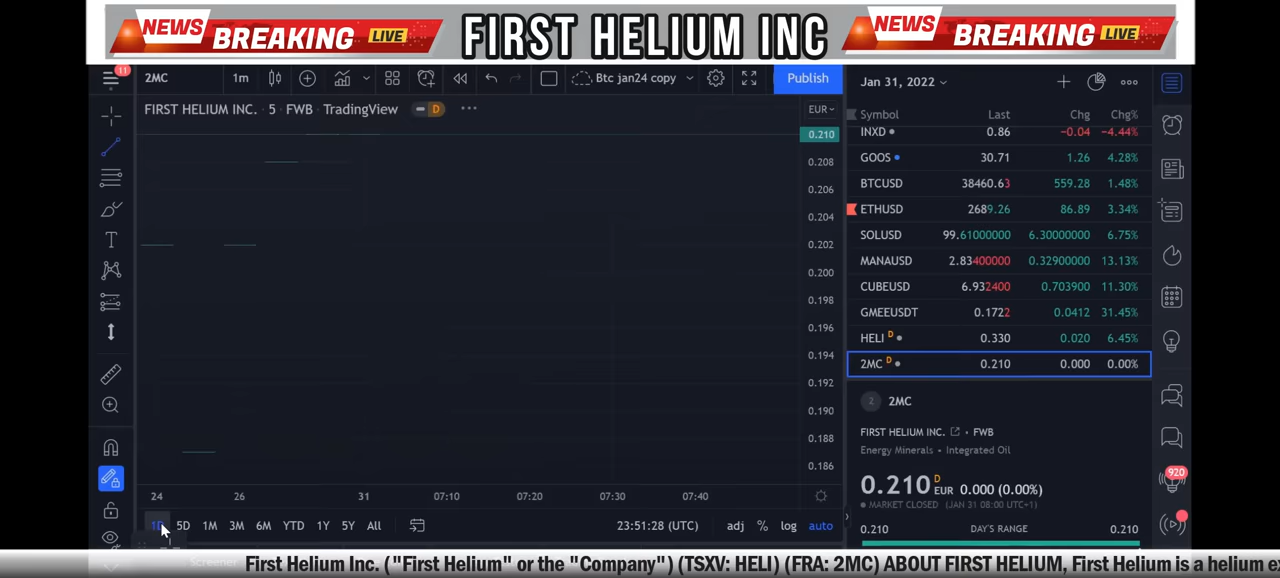 NEWS BREAKING LIVE FIRST HELIUM INC NEWS BREAKING LIVE
11 2MC 1m Btc jan24 copy Publish Jan 31, 2022
FIRST HELIUM INC. · 5 · FWB · TradingView D EUR
Symbol Last Chg Chg%
INXD 0.86 −0.04 −4.44%
GOOS 30.71 1.26 4.28%
BTCUSD 38460.63 559.28 1.48%
ETHUSD 2689.26 86.89 3.34%
SOLUSD 99.61000000 6.30000000 6.75%
MANAUSD 2.83400000 0.32900000 13.13%
CUBEUSD 6.932400 0.703900 11.30%
GMEEUSDT 0.1722 0.0412 31.45%
HELI D 0.330 0.020 6.45%
2MC D 0.210 0.000 0.00%
0.210
0.208
0.206
0.204
0.202
0.200
0.198
0.196
0.194
0.192
0.190
0.188
0.186
2 2MC
FIRST HELIUM INC. • FWB
Energy Minerals • Integrated Oil
0.210 D EUR 0.000 (0.00%)
MARKET CLOSED (JAN 31 08:00 UTC+1)
0.210 DAY'S RANGE 0.210
920
24 26 31 07:10 07:20 07:30 07:40
1D 5D 1M 3M 6M YTD 1Y 5Y All 23:51:28 (UTC) adj % log auto
First Helium Inc. ("First Helium" or the "Company") (TSXV: HELI) (FRA: 2MC) ABOUT FIRST HELIUM, First Helium is a helium e